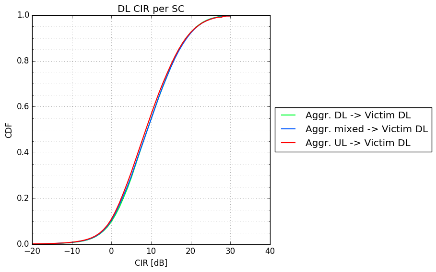 DL CIR per SC
1.0
0.8
0.6
0.4
0.2
0.0
CDF
−20
−10
0
10
20
30
40
CIR [dB]
Aggr. DL -> Victim DL
Aggr. mixed -> Victim DL
Aggr. UL -> Victim DL